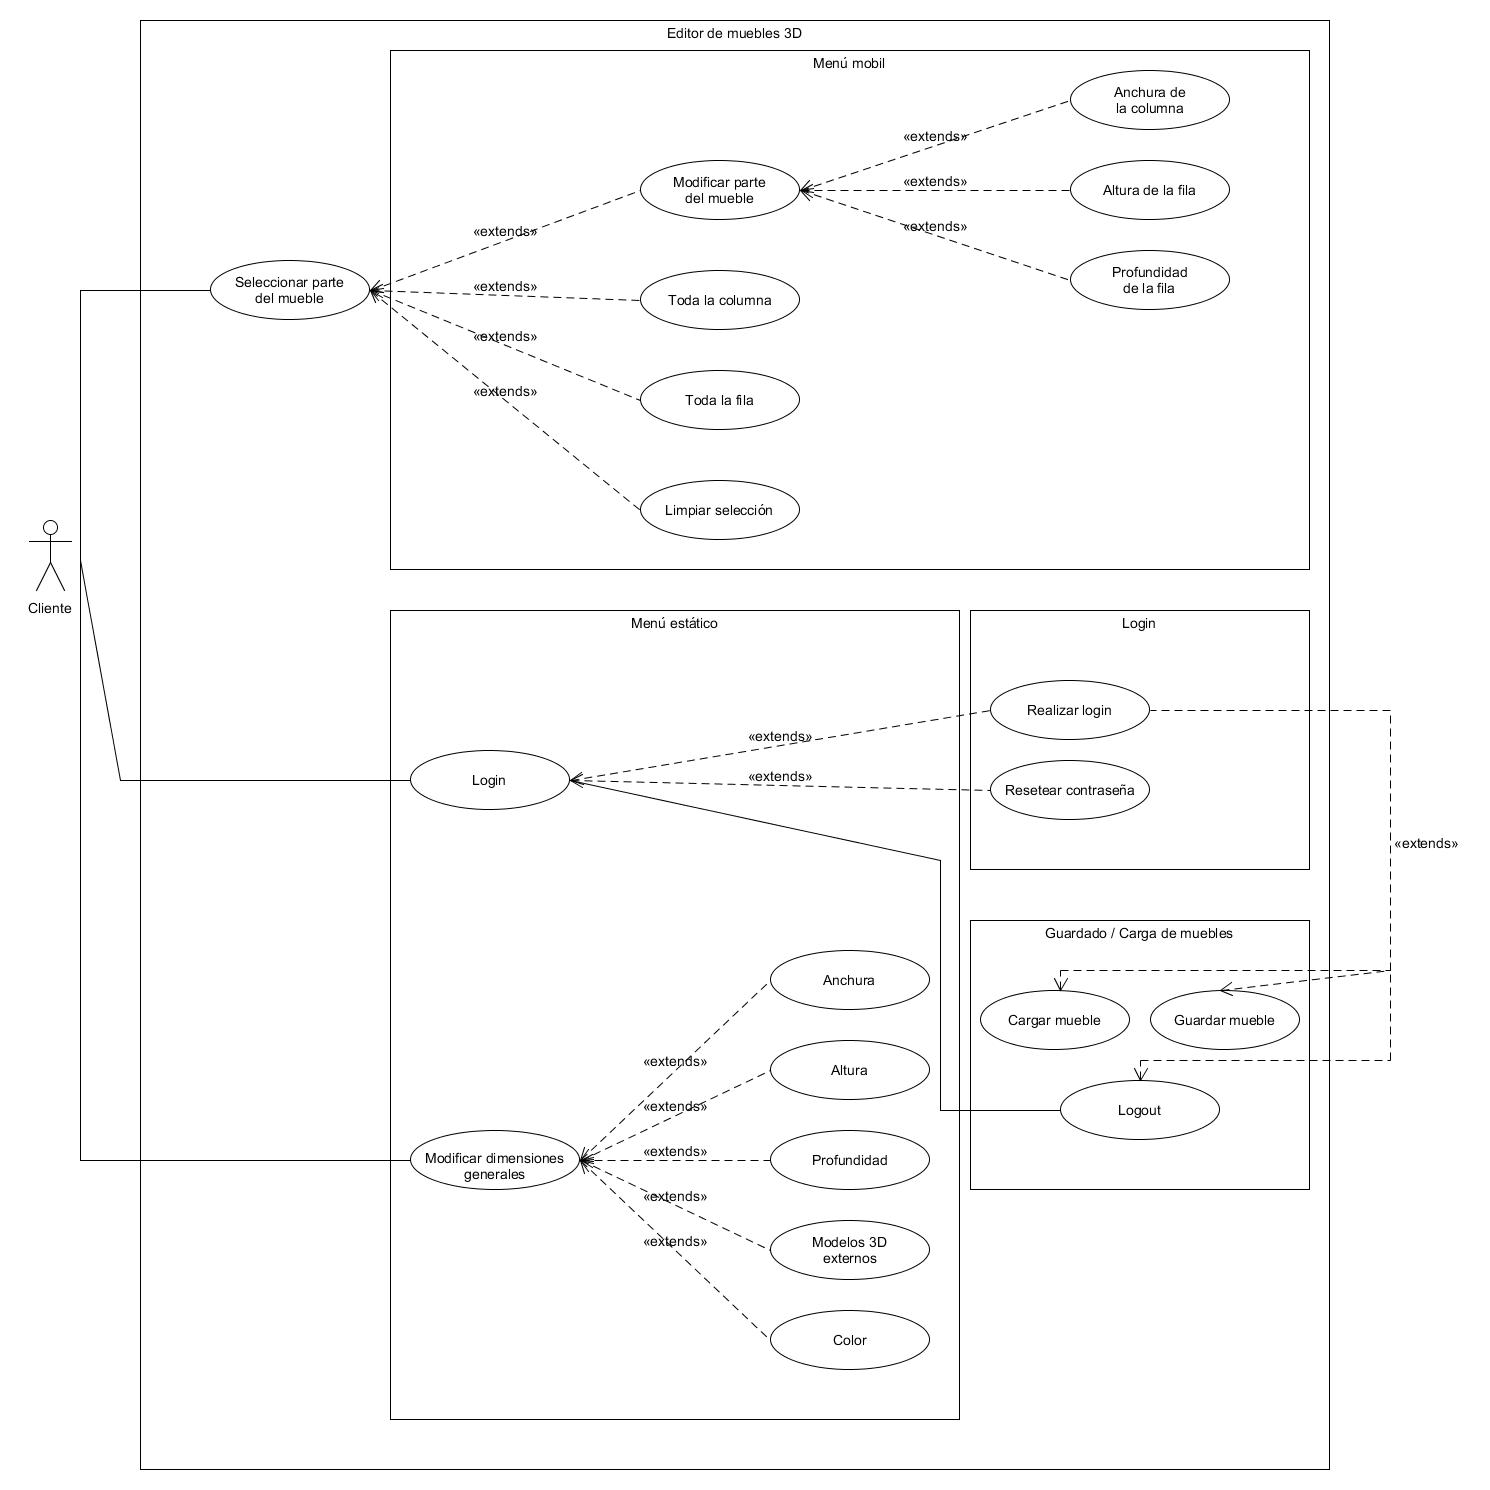 Editor de muebles 3D
Menú mobil
Anchura de
la columna
«extends»
Modificar parte
del mueble
«extends»
Altura de la fila
«extends»
«extends»
Profundidad
de la fila
Seleccionar parte
del mueble
«extends»
Toda la columna
«extends»
Toda la fila
«extends»
Limpiar selección
Cliente
Menú estático
Login
Realizar login
«extends»
Login
«extends»
Resetear contraseña
«extends»
Guardado / Carga de muebles
Cargar mueble
Guardar mueble
Logout
Anchura
«extends»
Altura
«extends»
Modificar dimensiones
generales
«extends»
Profundidad
«extends»
Modelos 3D
externos
«extends»
Color